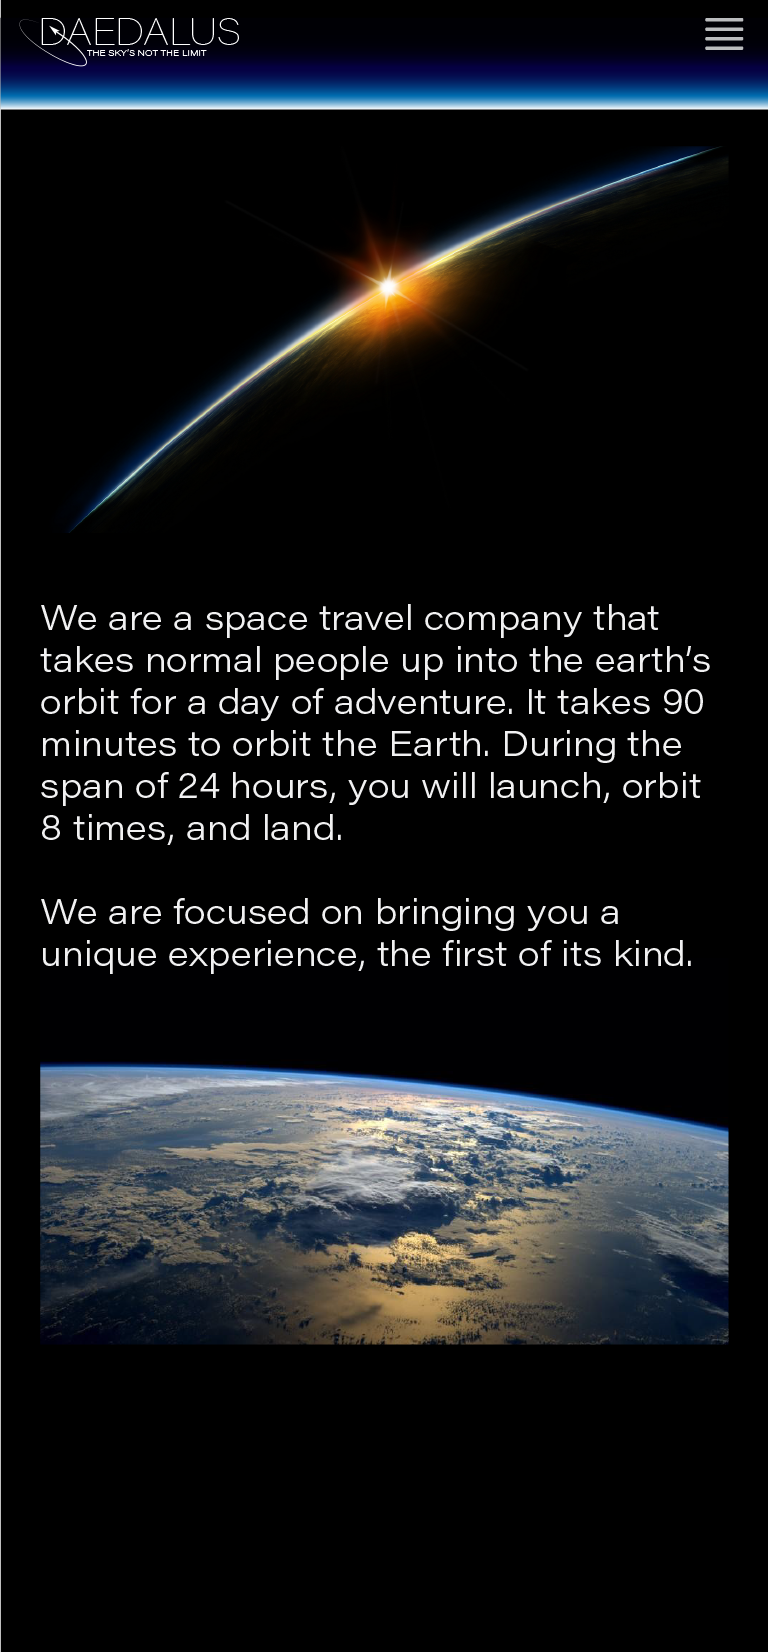 DAEDALUS
THE SKY'S NOT THE LIMIT
We are a space travel company that
takes normal people up into the earth’s
orbit for a day of adventure. It takes 90
minutes to orbit the Earth. During the
span of 24 hours, you will launch, orbit
8 times, and land.
We are focused on bringing you a
unique experience, the first of its kind.